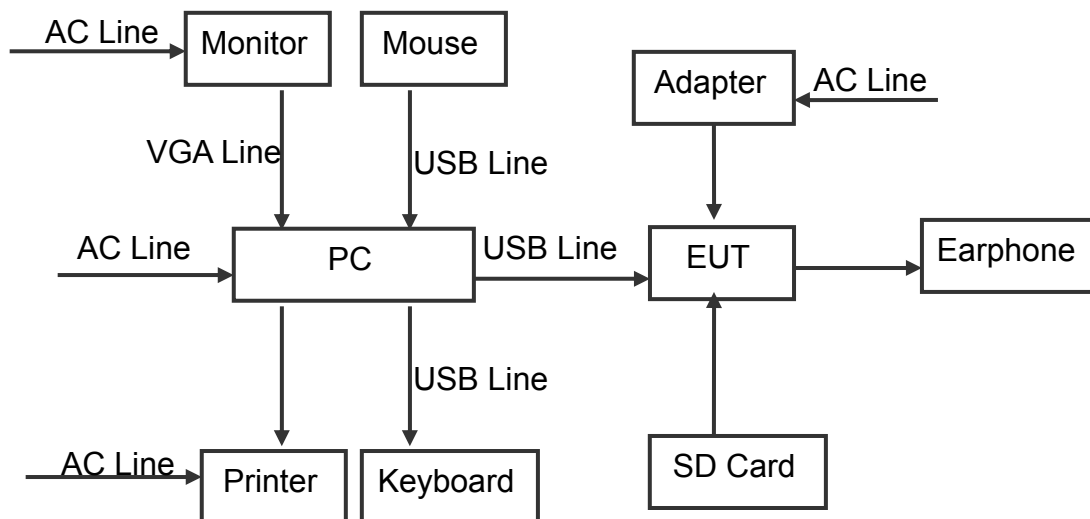 AC Line
Monitor
Mouse
Adapter
AC Line
VGA Line
USB Line
AC Line
PC
USB Line
EUT
Earphone
USB Line
AC Line
Printer
Keyboard
SD Card